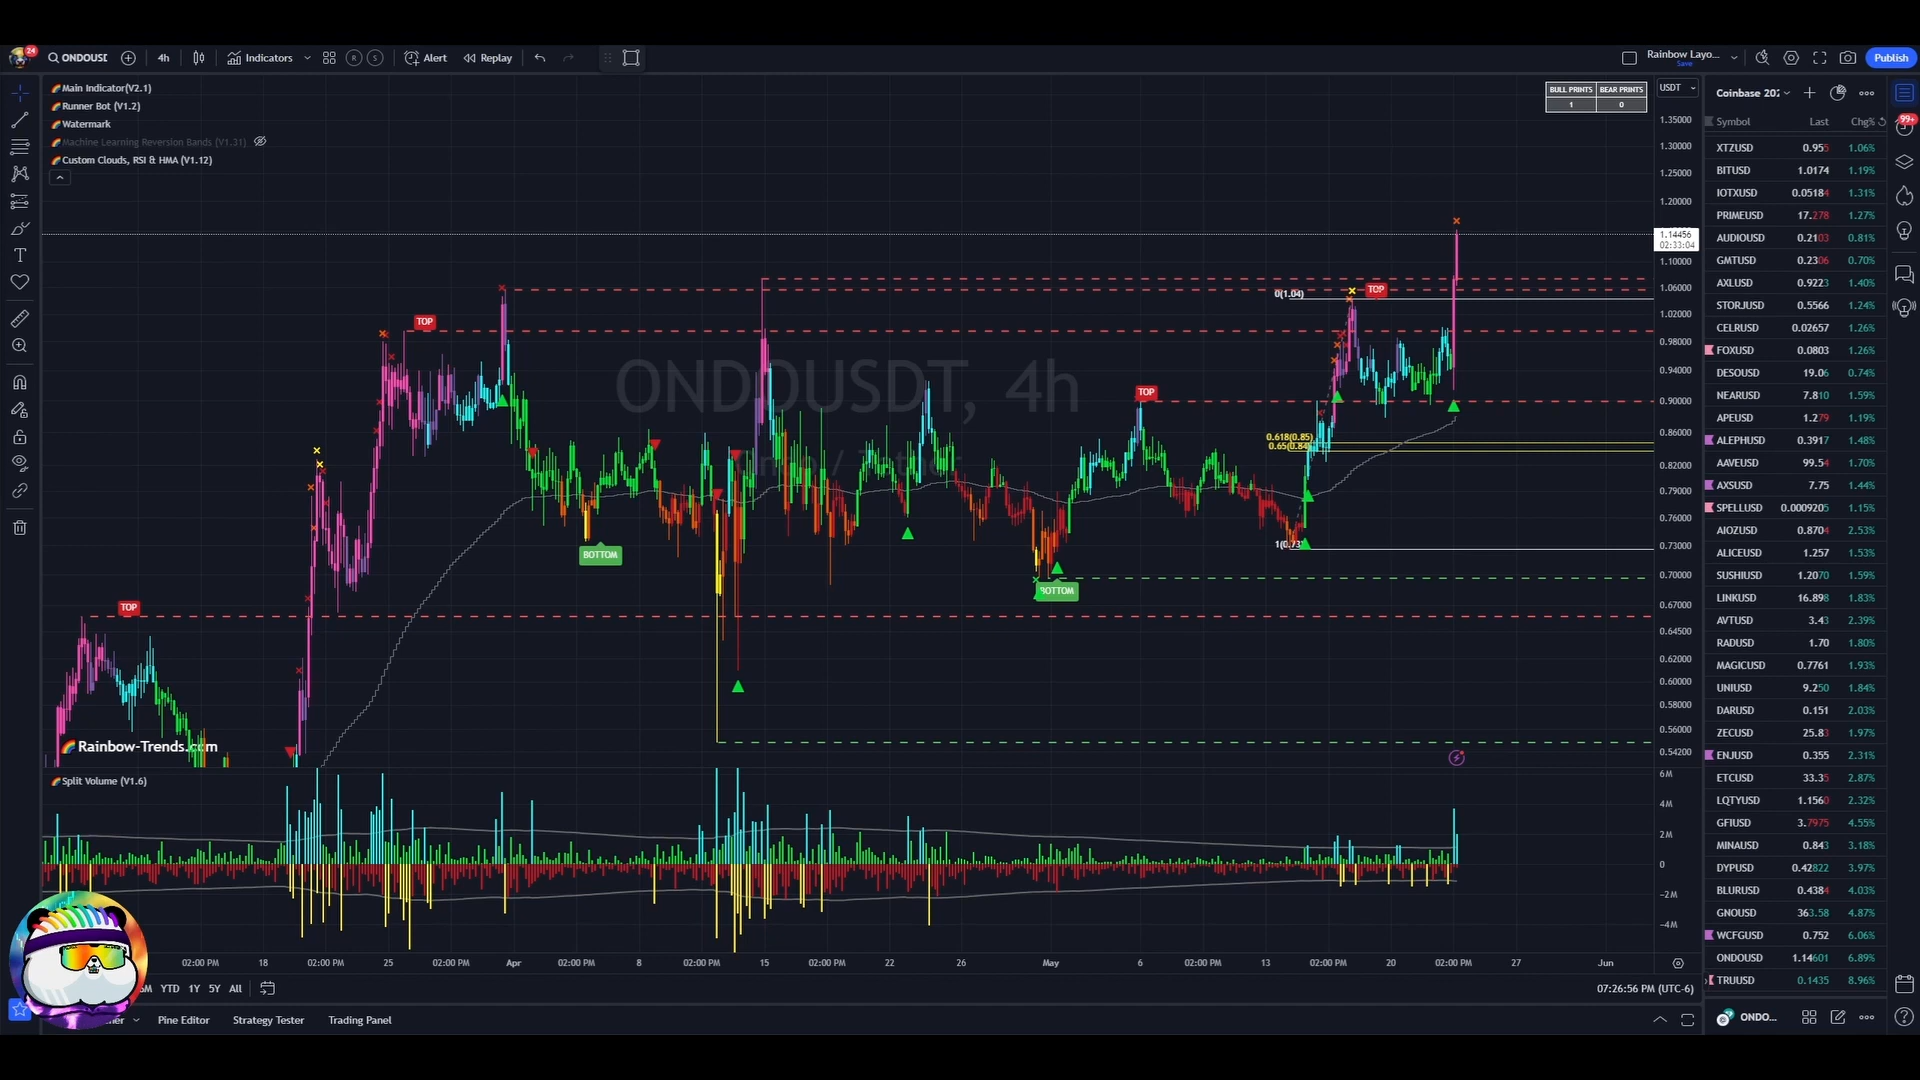 24 ONDOUSI 4h Indicators R S Alert Replay Rainbow Layo... Save Publish
Main Indicator(V2.1)
Runner Bot (V1.2)
Watermark
Machine Learning Reversion Bands (V1.31)
Custom Clouds, RSI & HMA (V1.12)
BULL PRINTS BEAR PRINTS
1 0
ONDOUSDT, 4h
TOP
TOP
TOP
TOP
BOTTOM
BOTTOM
0(1.04)
0.618(0.85)
0.65(0.84)
1(0.73)
Rainbow-Trends.com
USDT
1.35000
1.30000
1.25000
1.20000
1.14456
02:33:04
1.10000
1.06000
1.02000
0.98000
0.94000
0.90000
0.86000
0.82000
0.79000
0.76000
0.73000
0.70000
0.67000
0.64500
0.62000
0.60000
0.58000
0.56000
0.54200
Split Volume (V1.6)
6M
4M
2M
0
−2M
−4M
02:00 PM 18 02:00 PM 25 02:00 PM Apr 02:00 PM 8 02:00 PM 15 02:00 PM 22 26 May 6 02:00 PM 13 02:00 PM 20 02:00 PM 27 Jun
YTD 1Y 5Y All
07:26:56 PM (UTC-6)
Pine Editor Strategy Tester Trading Panel
Coinbase 202
99+
Symbol Last Chg%
XTZUSD 0.955 1.06%
BITUSD 1.0174 1.19%
IOTXUSD 0.05184 1.31%
PRIMEUSD 17.278 1.27%
AUDIOUSD 0.2103 0.81%
GMTUSD 0.2306 0.70%
AXLUSD 0.9223 1.40%
STORJUSD 0.5566 1.24%
CELRUSD 0.02657 1.26%
FOXUSD 0.0803 1.26%
DESOUSD 19.06 0.74%
NEARUSD 7.810 1.59%
APEUSD 1.279 1.19%
ALEPHUSD 0.3917 1.48%
AAVEUSD 99.54 1.70%
AXSUSD 7.75 1.44%
SPELLUSD 0.0009205 1.15%
AIOZUSD 0.8704 2.53%
ALICEUSD 1.257 1.53%
SUSHIUSD 1.2070 1.59%
LINKUSD 16.898 1.83%
AVTUSD 3.43 2.39%
RADUSD 1.70 1.80%
MAGICUSD 0.7761 1.93%
UNIUSD 9.250 1.84%
DARUSD 0.151 2.03%
ZECUSD 25.83 1.97%
ENJUSD 0.355 2.31%
ETCUSD 33.35 2.87%
LQTYUSD 1.1560 2.32%
GFIUSD 3.7975 4.55%
MINAUSD 0.843 3.18%
DYPUSD 0.42822 3.97%
BLURUSD 0.4384 4.03%
GNOUSD 363.58 4.87%
WCFGUSD 0.752 6.06%
ONDOUSD 1.14601 6.89%
TRUUSD 0.1435 8.96%
ONDO...